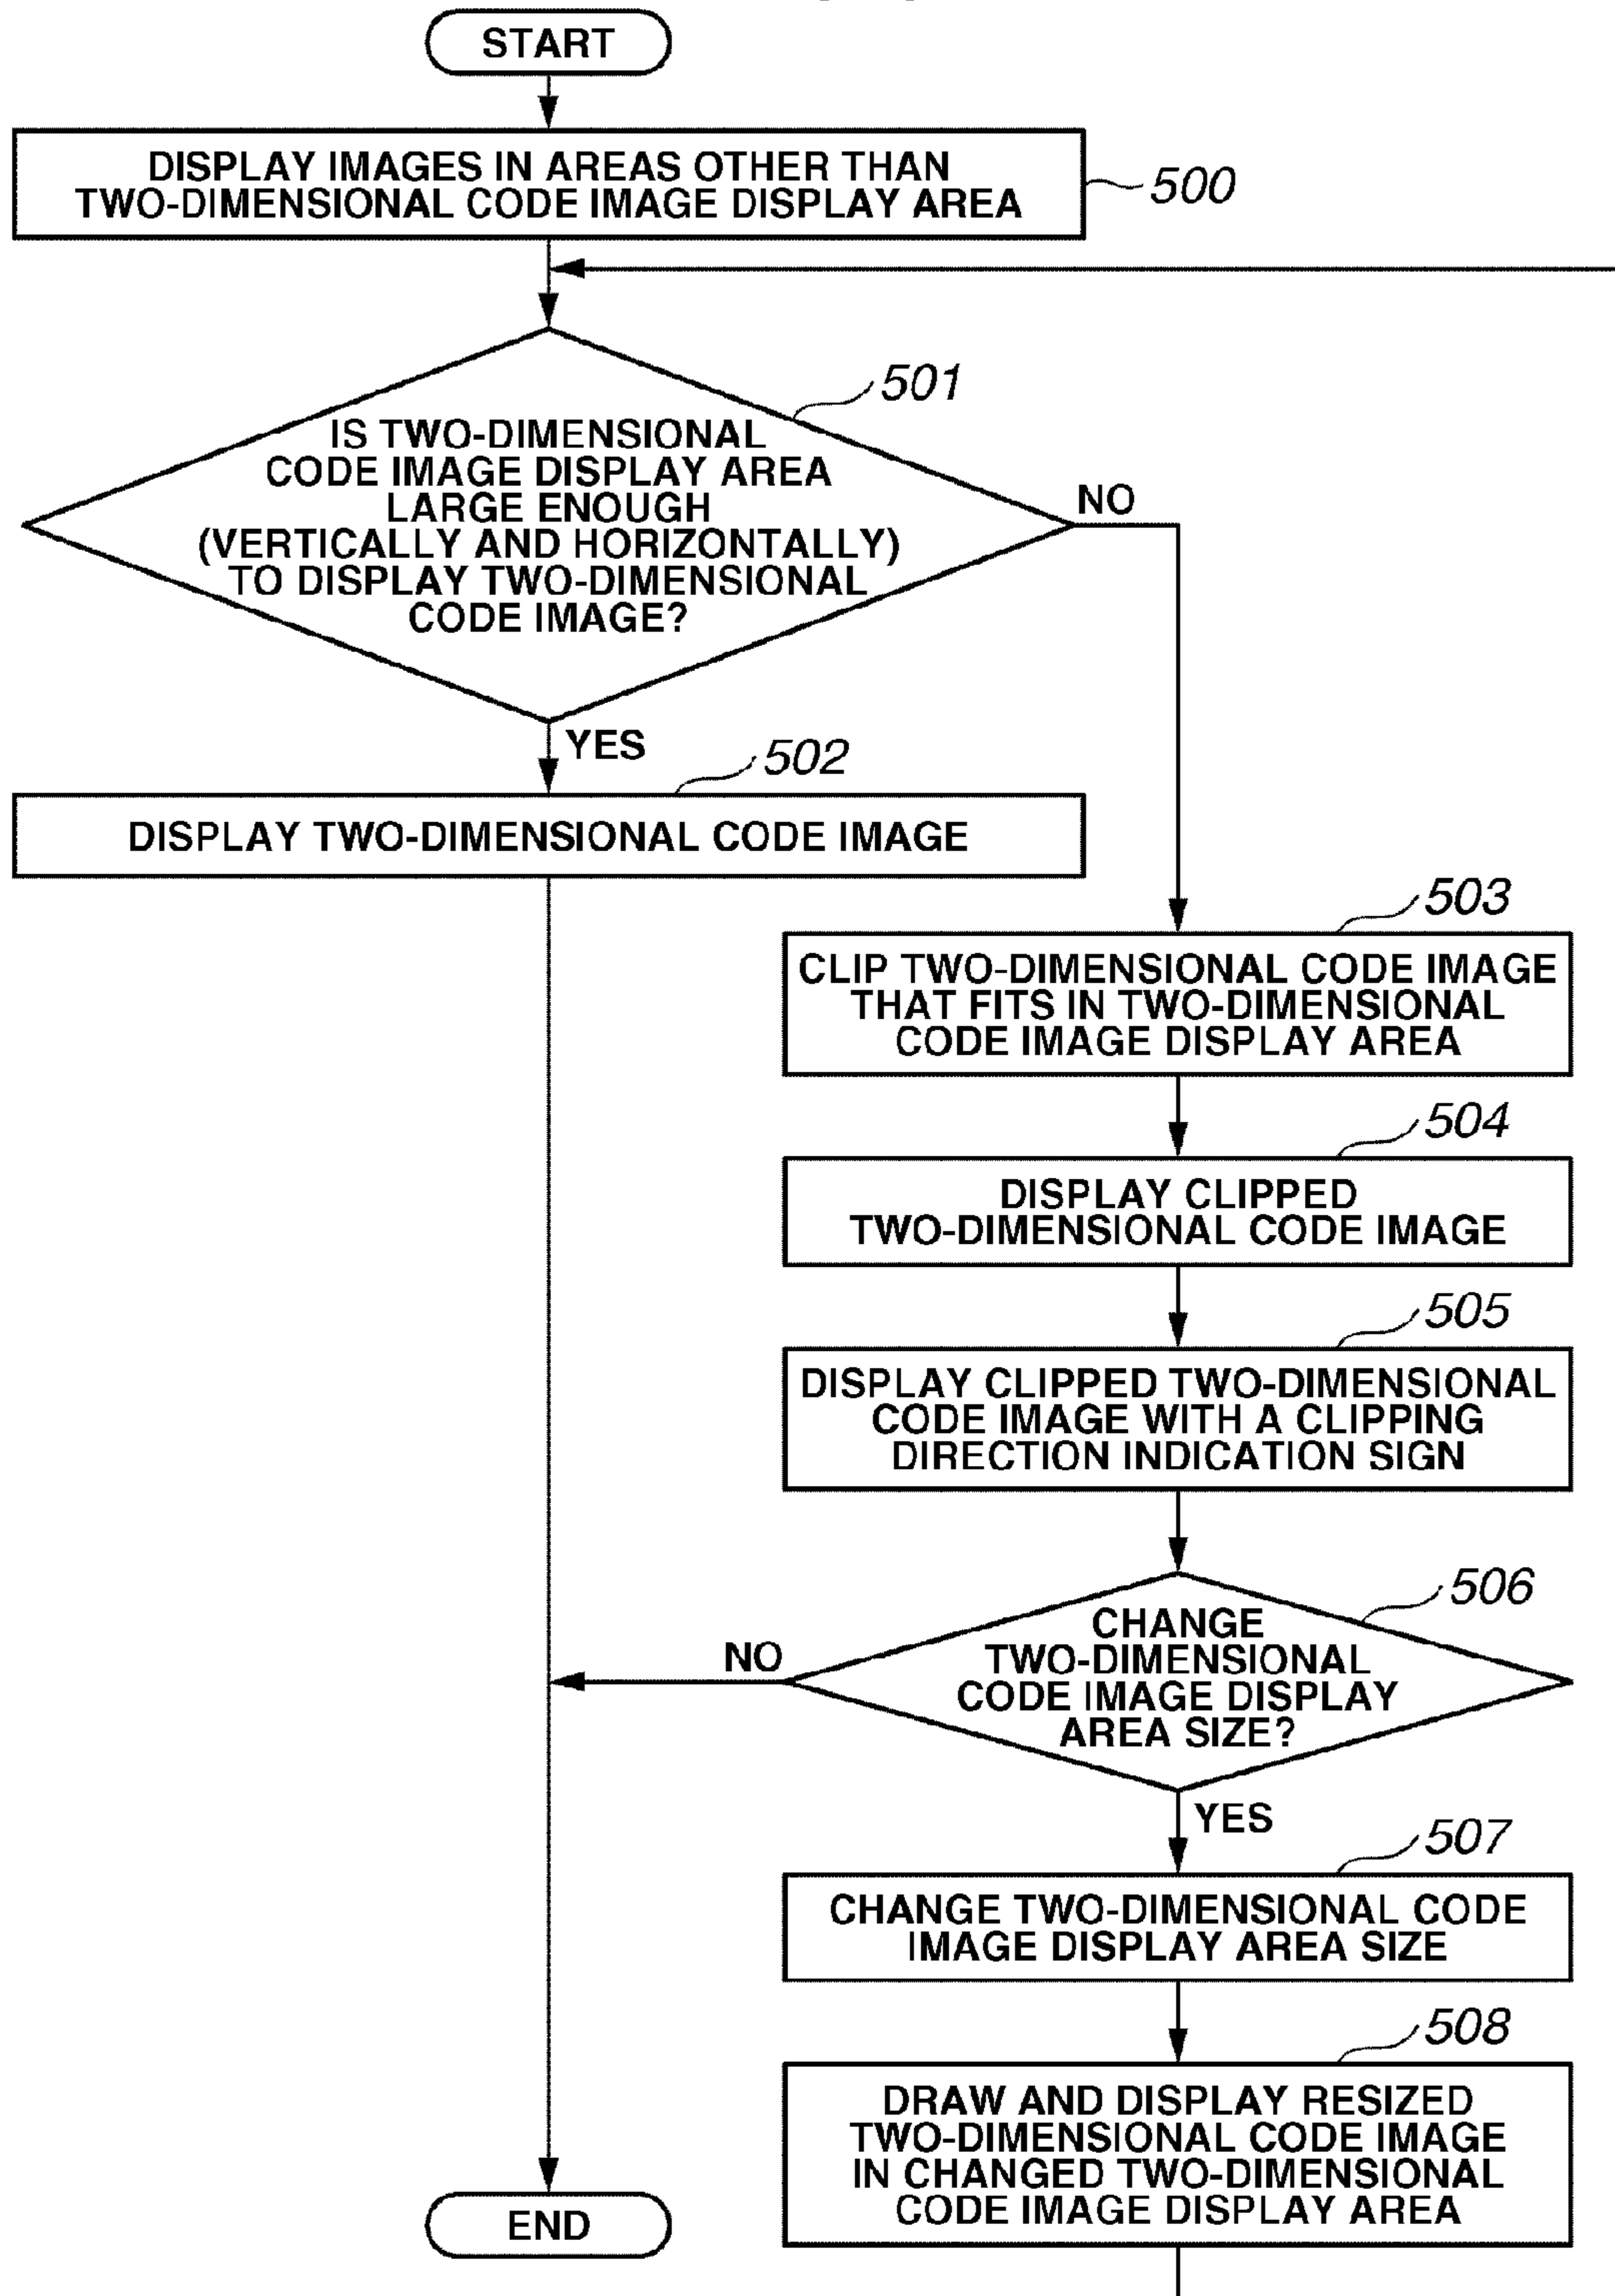 START
DISPLAY IMAGES IN AREAS OTHER THAN
TWO-DIMENSIONAL CODE IMAGE DISPLAY AREA
500
501
IS TWO-DIMENSIONAL
CODE IMAGE DISPLAY AREA
LARGE ENOUGH
(VERTICALLY AND HORIZONTALLY)
TO DISPLAY TWO-DIMENSIONAL
CODE IMAGE?
NO
YES
502
DISPLAY TWO-DIMENSIONAL CODE IMAGE
503
CLIP TWO-DIMENSIONAL CODE IMAGE
THAT FITS IN TWO-DIMENSIONAL
CODE IMAGE DISPLAY AREA
504
DISPLAY CLIPPED
TWO-DIMENSIONAL CODE IMAGE
505
DISPLAY CLIPPED TWO-DIMENSIONAL
CODE IMAGE WITH A CLIPPING
DIRECTION INDICATION SIGN
506
CHANGE
TWO-DIMENSIONAL
CODE IMAGE DISPLAY
AREA SIZE?
NO
YES
507
CHANGE TWO-DIMENSIONAL CODE
IMAGE DISPLAY AREA SIZE
508
DRAW AND DISPLAY RESIZED
TWO-DIMENSIONAL CODE IMAGE
IN CHANGED TWO-DIMENSIONAL
CODE IMAGE DISPLAY AREA
END